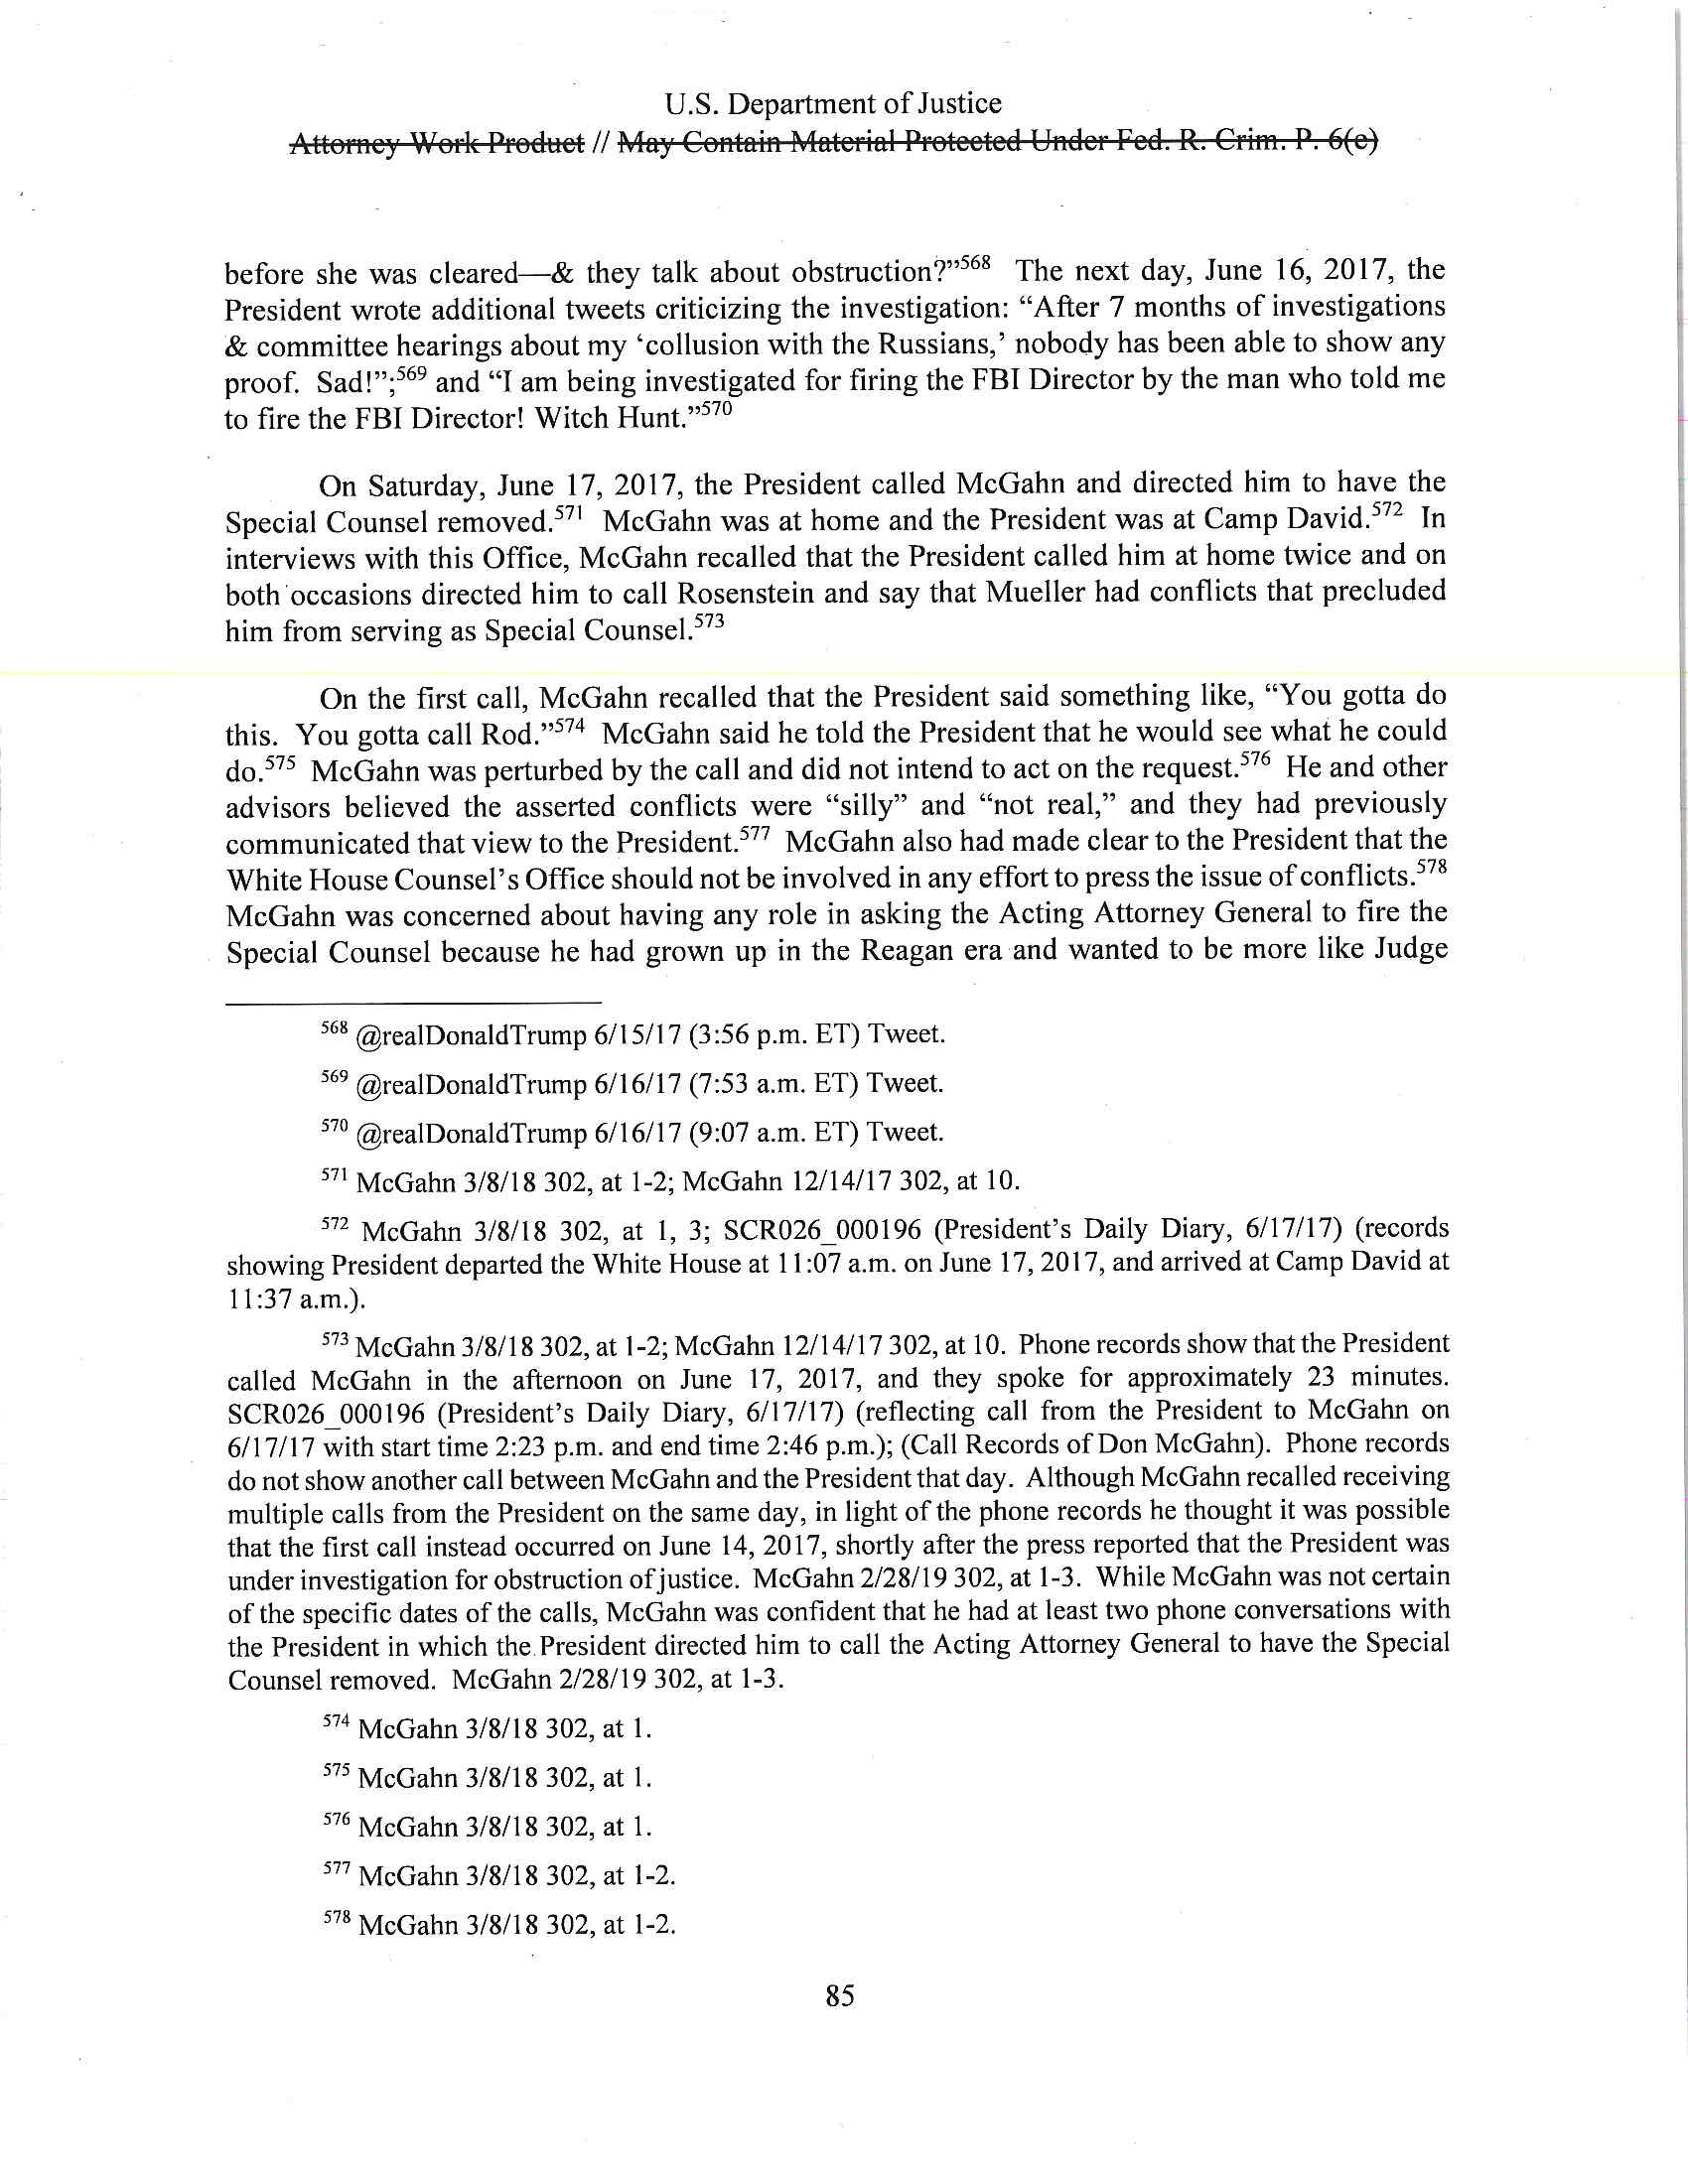 U.S. Department of Justice
Attorney Work Product // May Contain Material Protected Under Fed. R. Crim. P. 6(e)
before she was cleared—& they talk about obstruction?”568 The next day, June 16, 2017, the
President wrote additional tweets criticizing the investigation: “After 7 months of investigations
& committee hearings about my ‘collusion with the Russians,’ nobody has been able to show any
proof. Sad!”;569 and “I am being investigated for firing the FBI Director by the man who told me
to fire the FBI Director! Witch Hunt.”570
On Saturday, June 17, 2017, the President called McGahn and directed him to have the
Special Counsel removed.571 McGahn was at home and the President was at Camp David.572 In
interviews with this Office, McGahn recalled that the President called him at home twice and on
both occasions directed him to call Rosenstein and say that Mueller had conflicts that precluded
him from serving as Special Counsel.573
On the first call, McGahn recalled that the President said something like, “You gotta do
this. You gotta call Rod.”574 McGahn said he told the President that he would see what he could
do.575 McGahn was perturbed by the call and did not intend to act on the request.576 He and other
advisors believed the asserted conflicts were “silly” and “not real,” and they had previously
communicated that view to the President.577 McGahn also had made clear to the President that the
White House Counsel’s Office should not be involved in any effort to press the issue of conflicts.578
McGahn was concerned about having any role in asking the Acting Attorney General to fire the
Special Counsel because he had grown up in the Reagan era and wanted to be more like Judge
568 @realDonaldTrump 6/15/17 (3:56 p.m. ET) Tweet.
569 @realDonaldTrump 6/16/17 (7:53 a.m. ET) Tweet.
570 @realDonaldTrump 6/16/17 (9:07 a.m. ET) Tweet.
571 McGahn 3/8/18 302, at 1-2; McGahn 12/14/17 302, at 10.
572 McGahn 3/8/18 302, at 1, 3; SCR026_000196 (President’s Daily Diary, 6/17/17) (records
showing President departed the White House at 11:07 a.m. on June 17, 2017, and arrived at Camp David at
11:37 a.m.).
573 McGahn 3/8/18 302, at 1-2; McGahn 12/14/17 302, at 10. Phone records show that the President
called McGahn in the afternoon on June 17, 2017, and they spoke for approximately 23 minutes.
SCR026_000196 (President’s Daily Diary, 6/17/17) (reflecting call from the President to McGahn on
6/17/17 with start time 2:23 p.m. and end time 2:46 p.m.); (Call Records of Don McGahn). Phone records
do not show another call between McGahn and the President that day. Although McGahn recalled receiving
multiple calls from the President on the same day, in light of the phone records he thought it was possible
that the first call instead occurred on June 14, 2017, shortly after the press reported that the President was
under investigation for obstruction of justice. McGahn 2/28/19 302, at 1-3. While McGahn was not certain
of the specific dates of the calls, McGahn was confident that he had at least two phone conversations with
the President in which the President directed him to call the Acting Attorney General to have the Special
Counsel removed. McGahn 2/28/19 302, at 1-3.
574 McGahn 3/8/18 302, at 1.
575 McGahn 3/8/18 302, at 1.
576 McGahn 3/8/18 302, at 1.
577 McGahn 3/8/18 302, at 1-2.
578 McGahn 3/8/18 302, at 1-2.
85